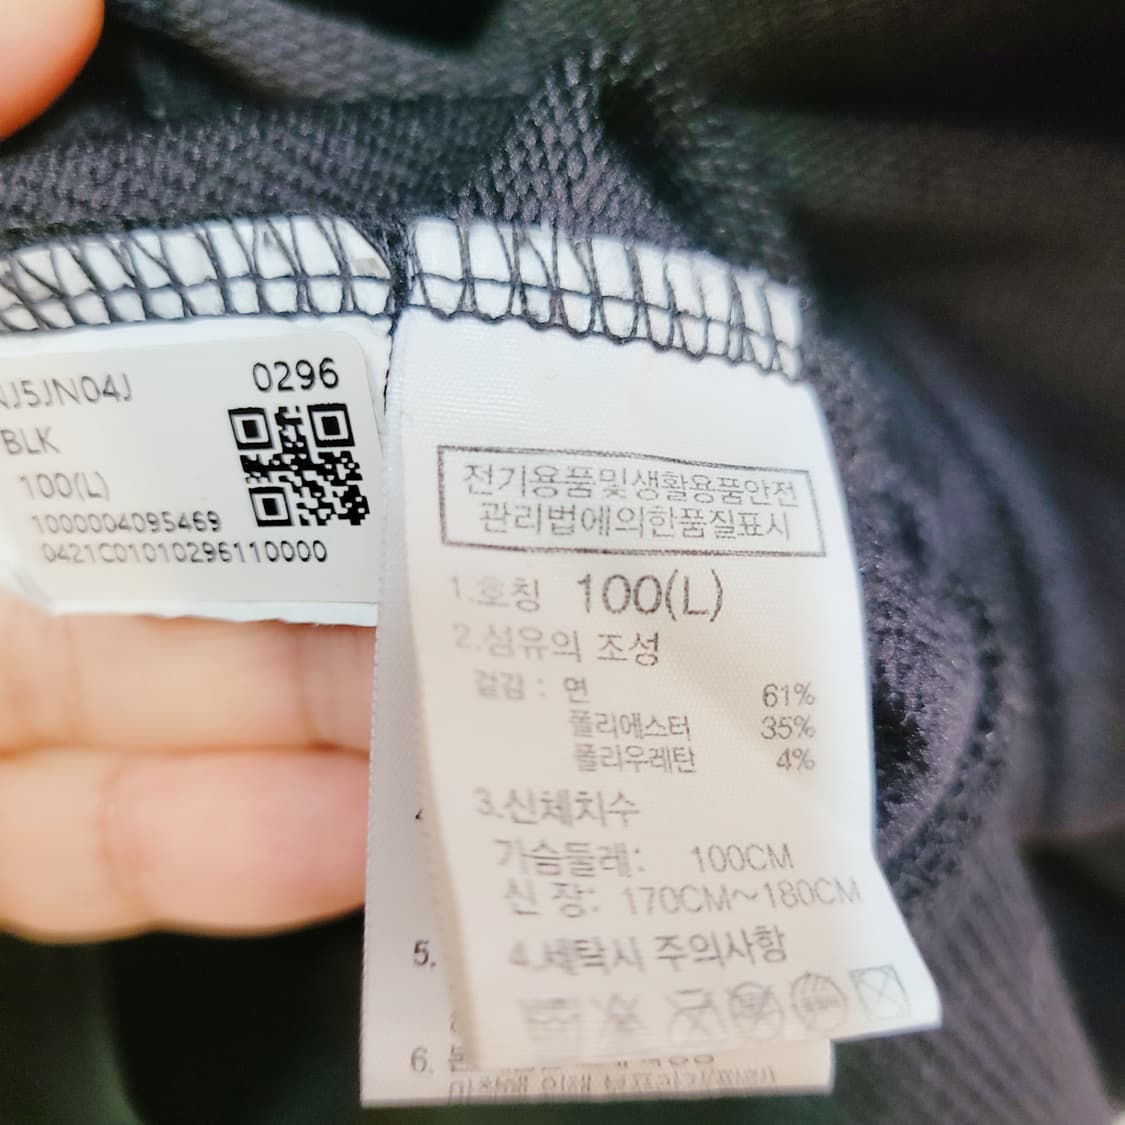 NJ5JN04J
0296
BLK
100(L)
1000004095469
0421C01010296110000
전기용품및생활용품안전
관리법에의한품질표시
1.호칭 100(L)
2.섬유의 조성
겉감 : 면 61%
폴리에스터 35%
폴리우레탄 4%
3.신체치수
가슴둘레: 100CM
신 장: 170CM~180CM
4.세탁시 주의사항
5.
6.